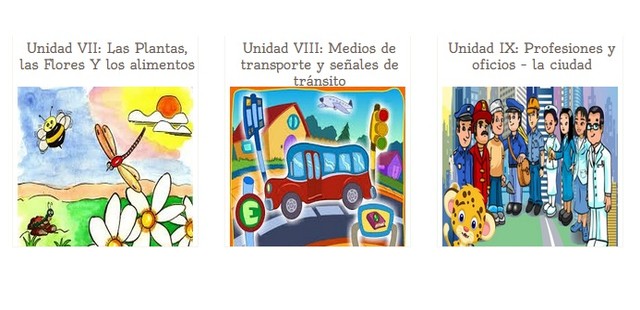 Unidad VII: Las Plantas,
las Flores Y los alimentos
Unidad VIII: Medios de
transporte y señales de
tránsito
E
Unidad IX: Profesiones y
oficios - la ciudad